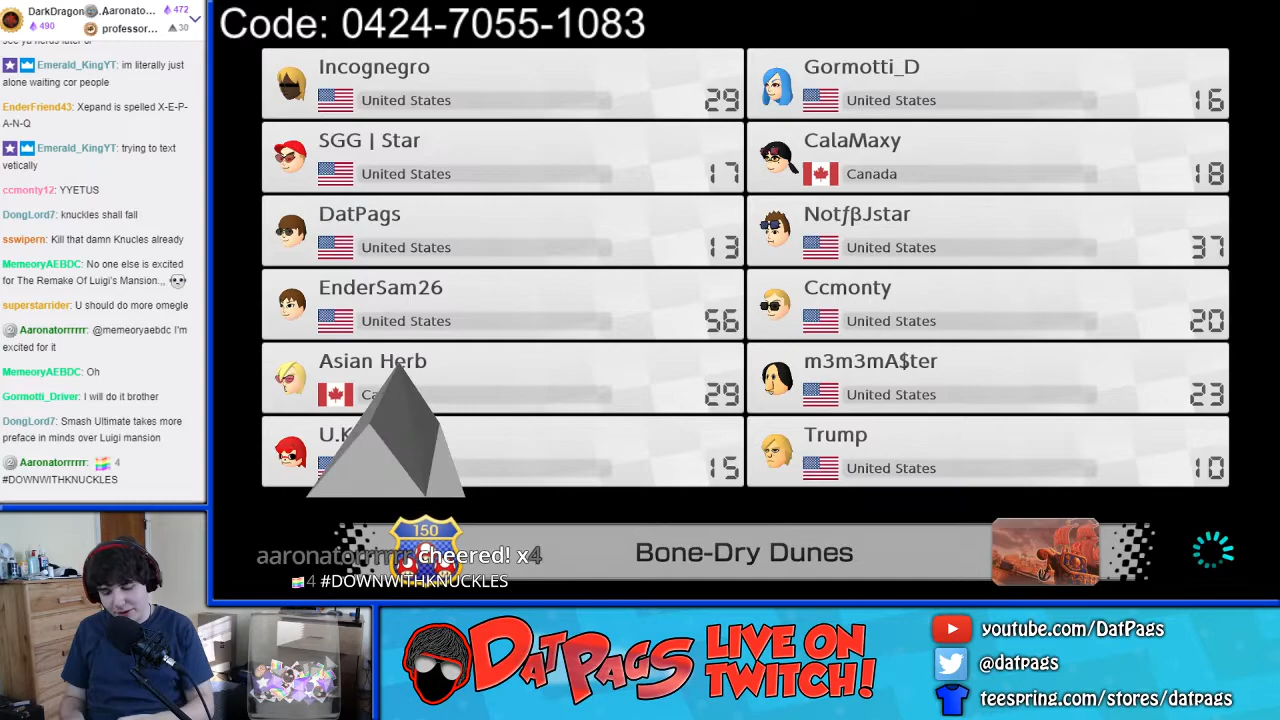 DarkDragon... 490
Aaronato... 472
professor... 30
Emerald_KingYT: im literally just
alone waiting cor people
EnderFriend43: Xepand is spelled X-E-P-
A-N-Q
Emerald_KingYT: trying to text
vetically
ccmonty12: YYETUS
DongLord7: knuckles shall fall
sswipern: Kill that damn Knucles already
MemeoryAEBDC: No one else is excited
for The Remake Of Luigi's Mansion.,,
superstarrider: U should do more omegle
Aaronatorrrrrr: @memeoryaebdc I'm
excited for it
MemeoryAEBDC: Oh
Gormotti_Driver: I will do it brother
DongLord7: Smash Ultimate takes more
preface in minds over Luigi mansion
Aaronatorrrrrr: 4
#DOWNWITHKNUCKLES
Code: 0424-7055-1083
Incognegro
United States 29
Gormotti_D
United States 16
SGG | Star
United States 17
CalaMaxy
Canada 18
DatPags
United States 13
NotƒβJstar
United States 37
EnderSam26
United States 56
Ccmonty
United States 20
Asian Herb
Ca 29
m3m3mA$ter
United States 23
U.K
15
Trump
United States 10
150
Bone-Dry Dunes
aaronatorrrrrr cheered! x4
4 #DOWNWITHKNUCKLES
DATPAGS LIVE ON
TWITCH!
youtube.com/DatPags
@datpags
teespring.com/stores/datpags